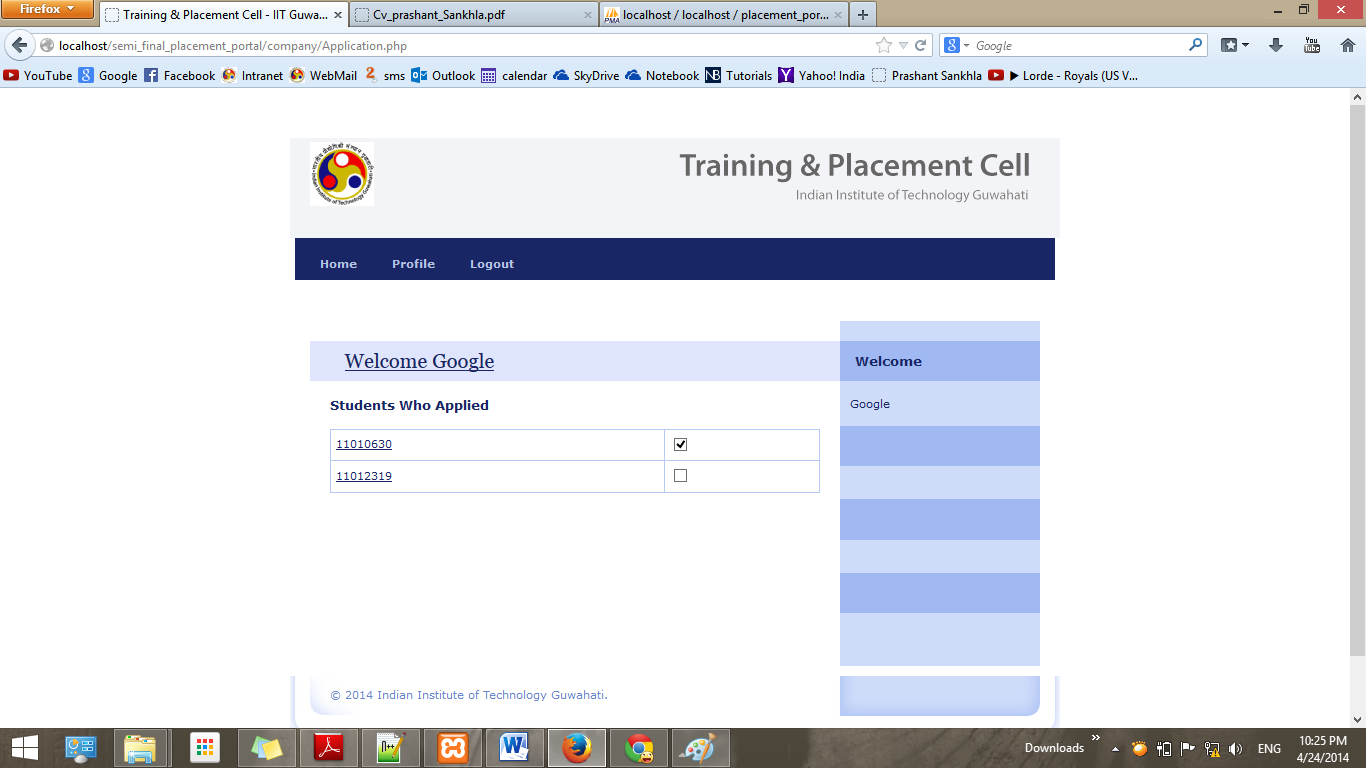 Firefox
Training & Placement Cell - IIT Guwa...
Cv_prashant_Sankhla.pdf
PMA localhost / localhost / placement_por...
localhost/semi_final_placement_portal/company/Application.php
Google
YouTube Google Facebook Intranet WebMail sms Outlook calendar SkyDrive Notebook Tutorials Yahoo! India Prashant Sankhla ▶ Lorde - Royals (US V...
Training & Placement Cell
Indian Institute of Technology Guwahati
Home Profile Logout
Welcome Google
Welcome
Google
Students Who Applied
11010630
11012319
© 2014 Indian Institute of Technology Guwahati.
Downloads
ENG
10:25 PM
4/24/2014